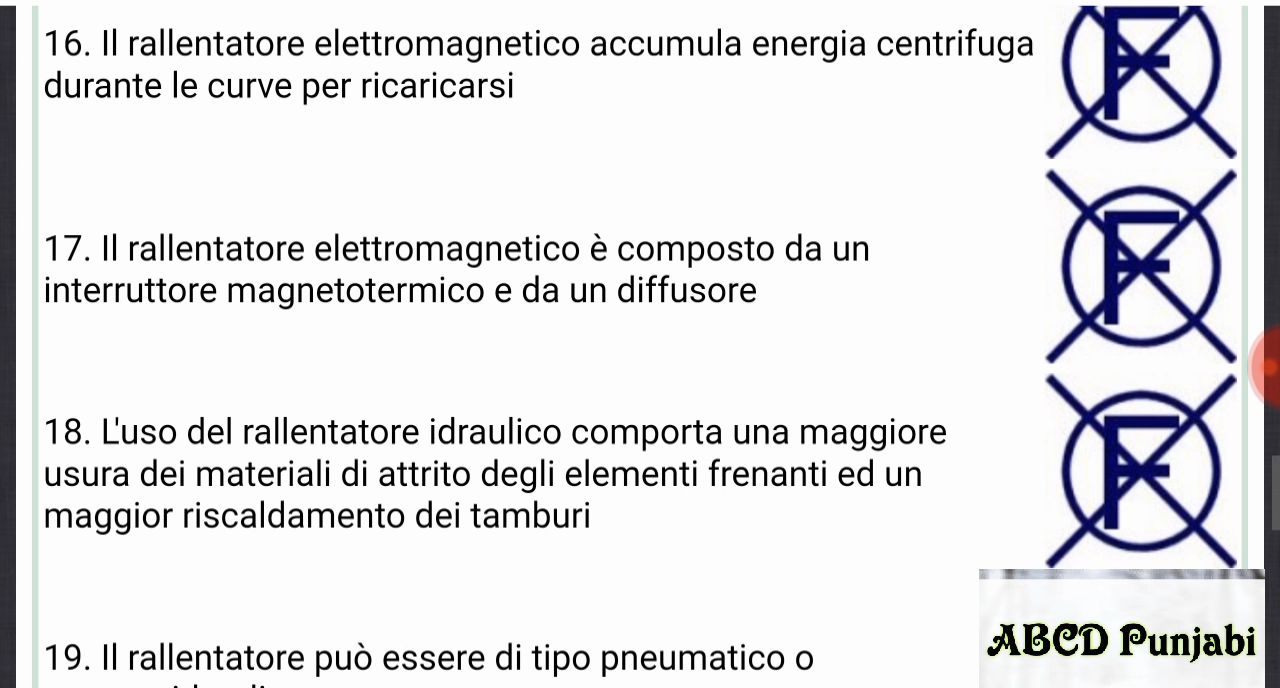 16. Il rallentatore elettromagnetico accumula energia centrifuga
durante le curve per ricaricarsi
F
17. Il rallentatore elettromagnetico è composto da un
interruttore magnetotermico e da un diffusore
F
18. L'uso del rallentatore idraulico comporta una maggiore
usura dei materiali di attrito degli elementi frenanti ed un
maggior riscaldamento dei tamburi
F
19. Il rallentatore può essere di tipo pneumatico o
ABCD Punjabi